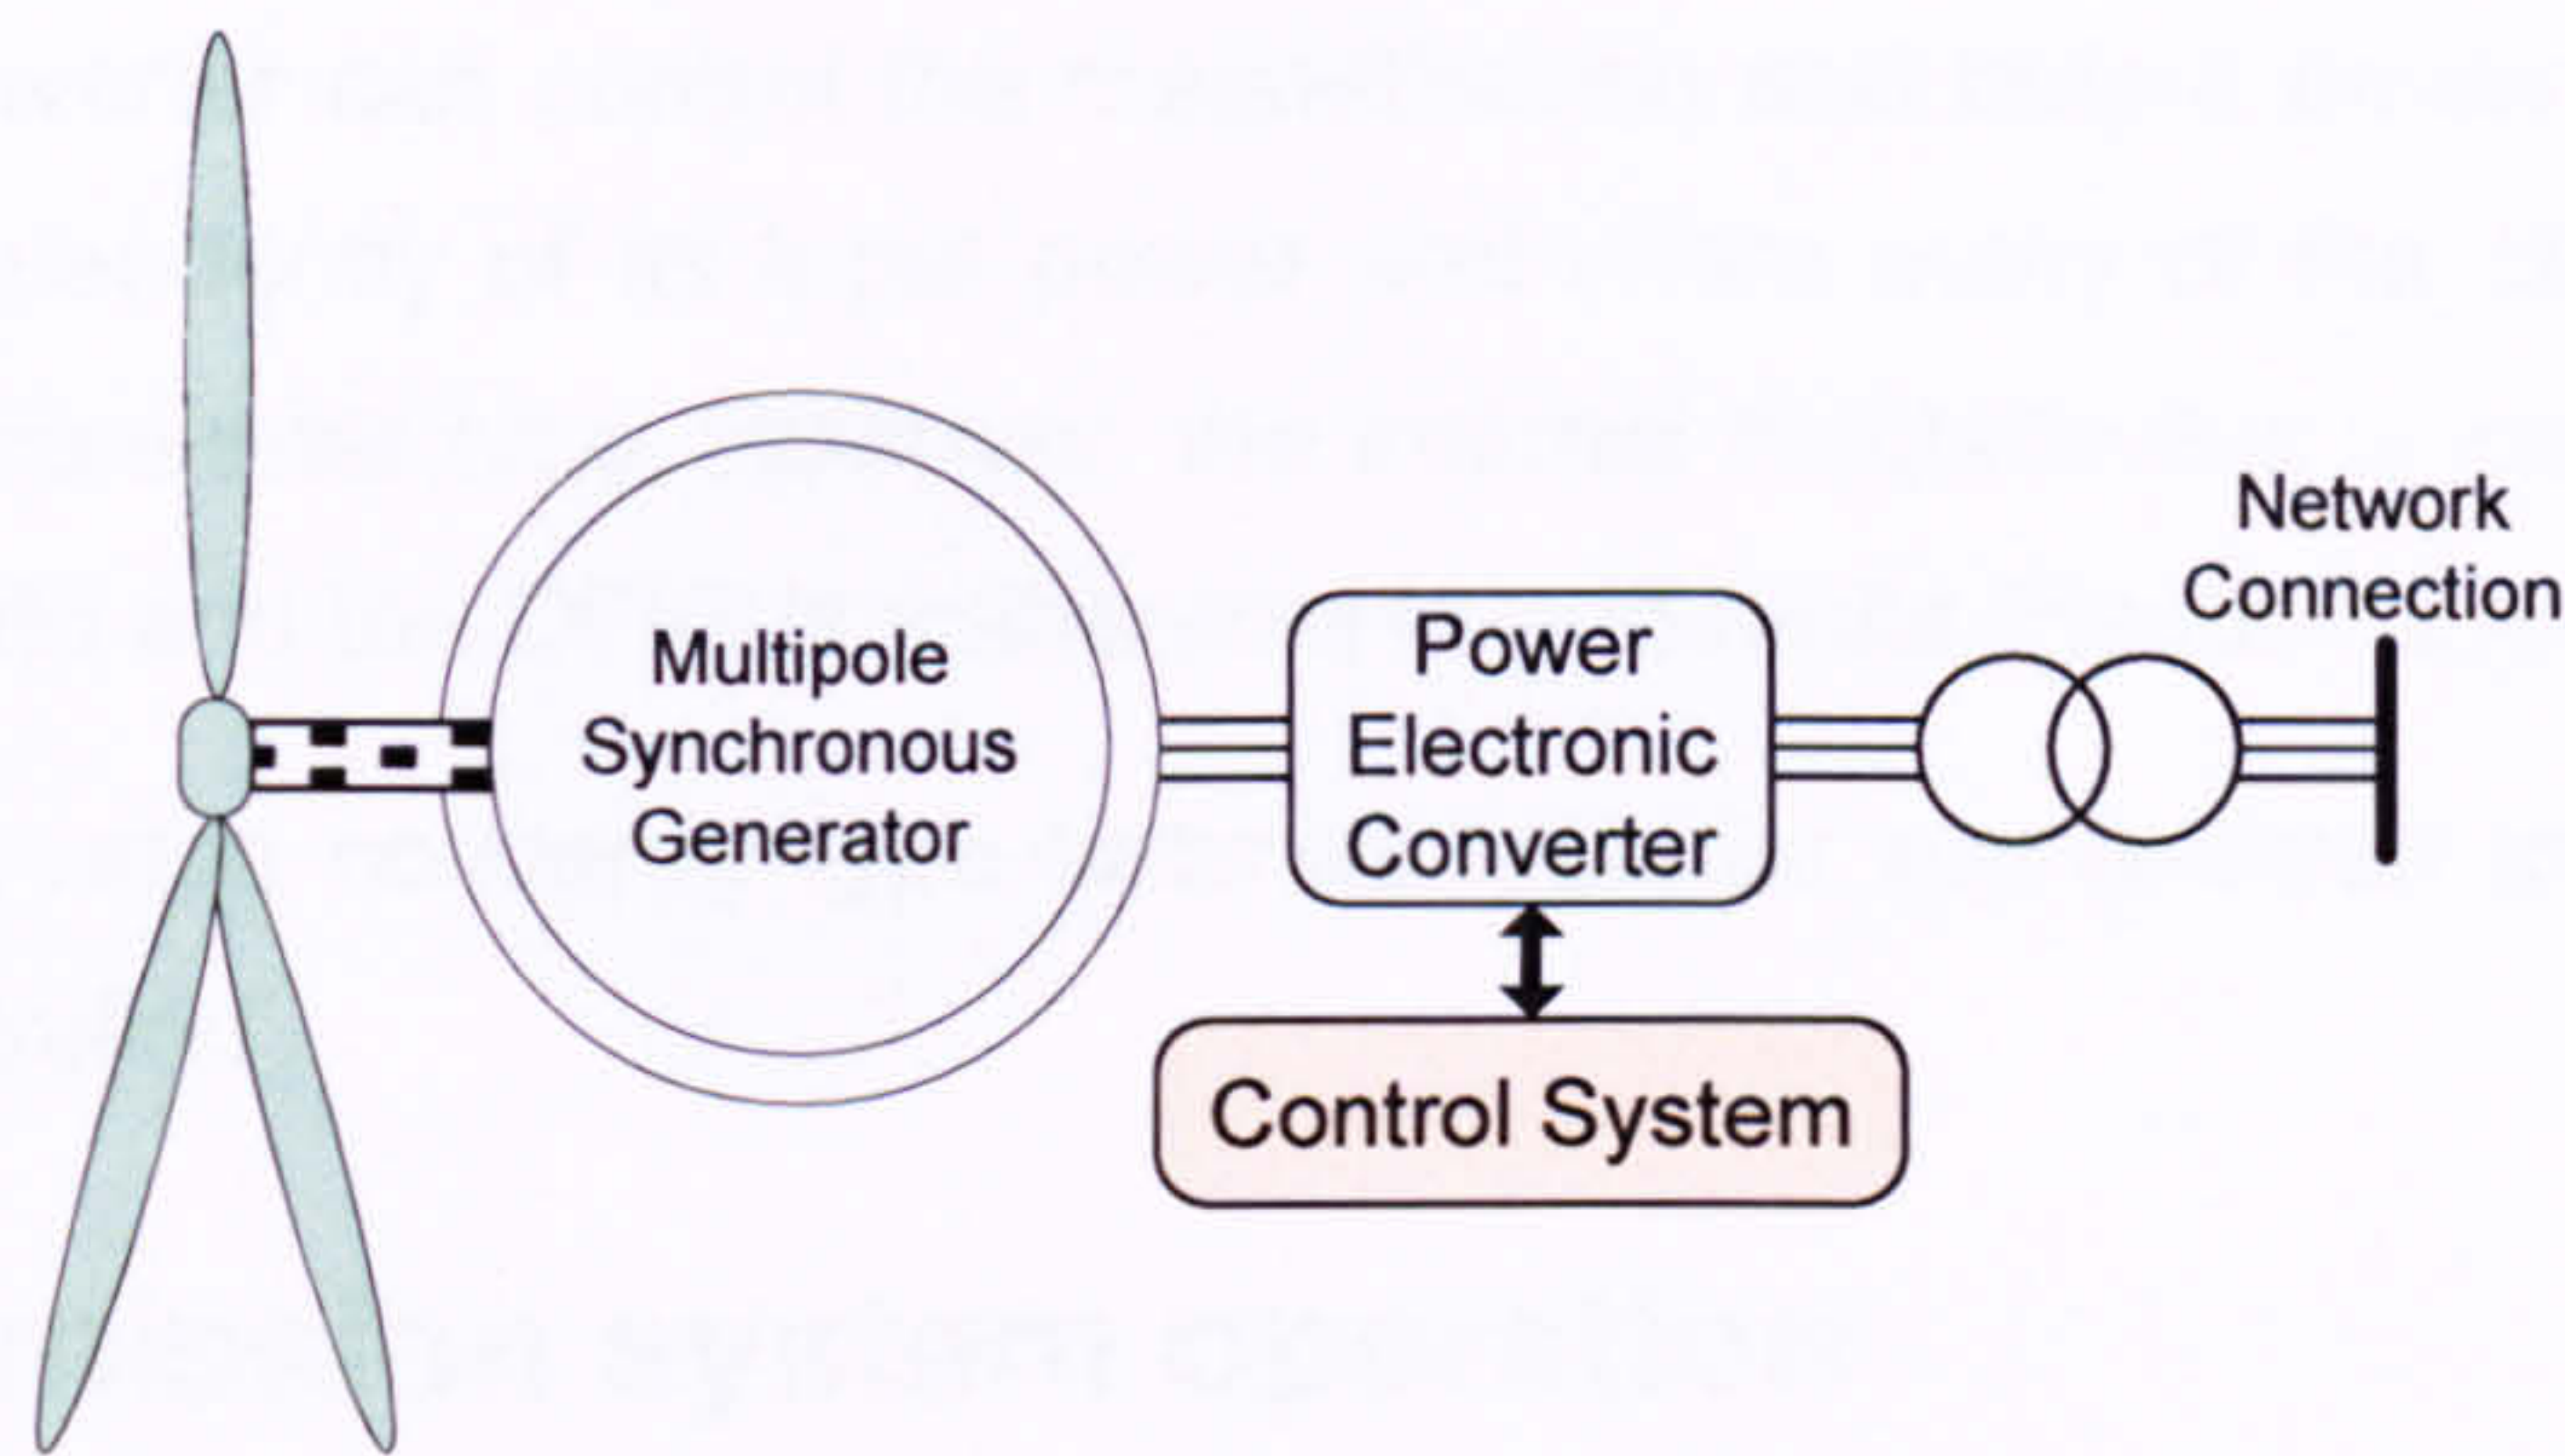 Multipole
Synchronous
Generator
Power
Electronic
Converter
Network
Connection
Control System